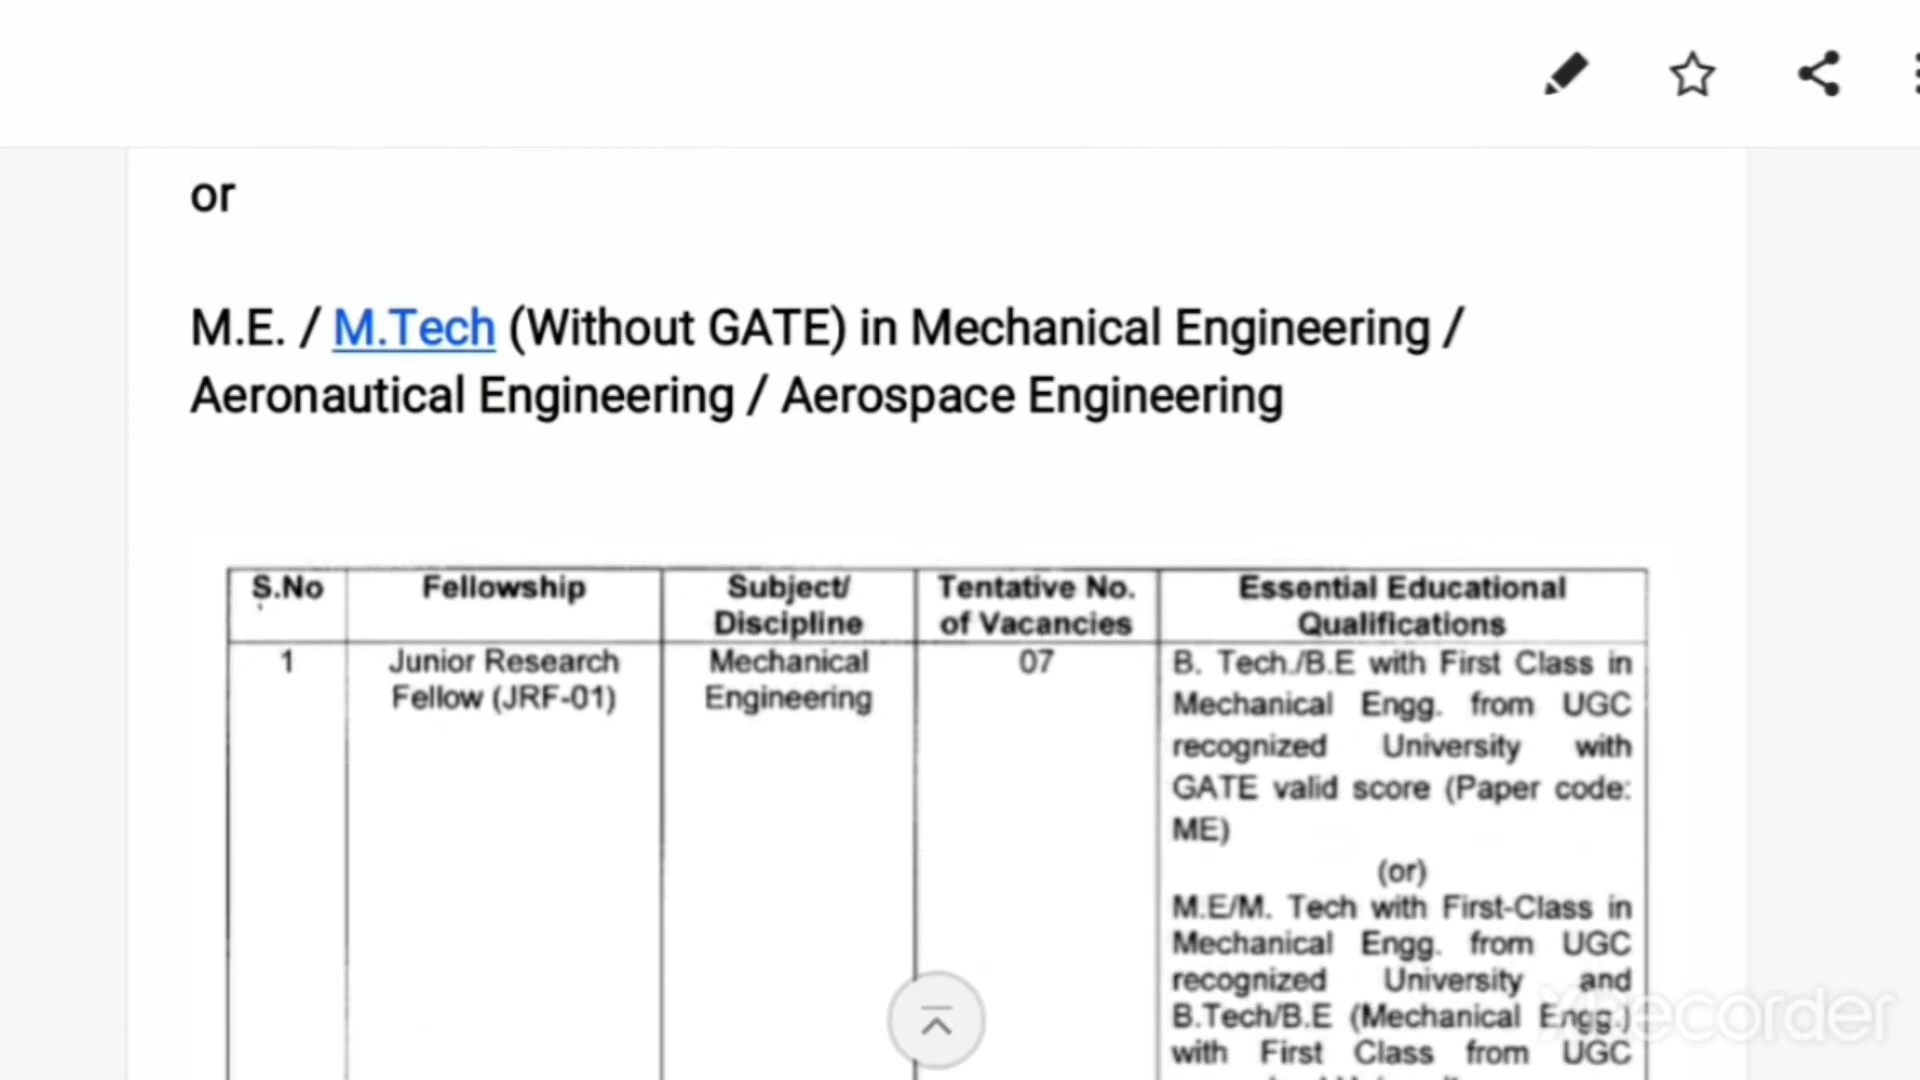 or
M.E. / M.Tech (Without GATE) in Mechanical Engineering /
Aeronautical Engineering / Aerospace Engineering
S.No
Fellowship
Subject/
Discipline
Tentative No.
of Vacancies
Essential Educational
Qualifications
1
Junior Research
Fellow (JRF-01)
Mechanical
Engineering
07
B. Tech./B.E with First Class in
Mechanical Engg. from UGC
recognized University with
GATE valid score (Paper code:
ME)
(or)
M.E/M. Tech with First-Class in
Mechanical Engg. from UGC
recognized University and
B.Tech/B.E (Mechanical Engg.)
with First Class from UGC